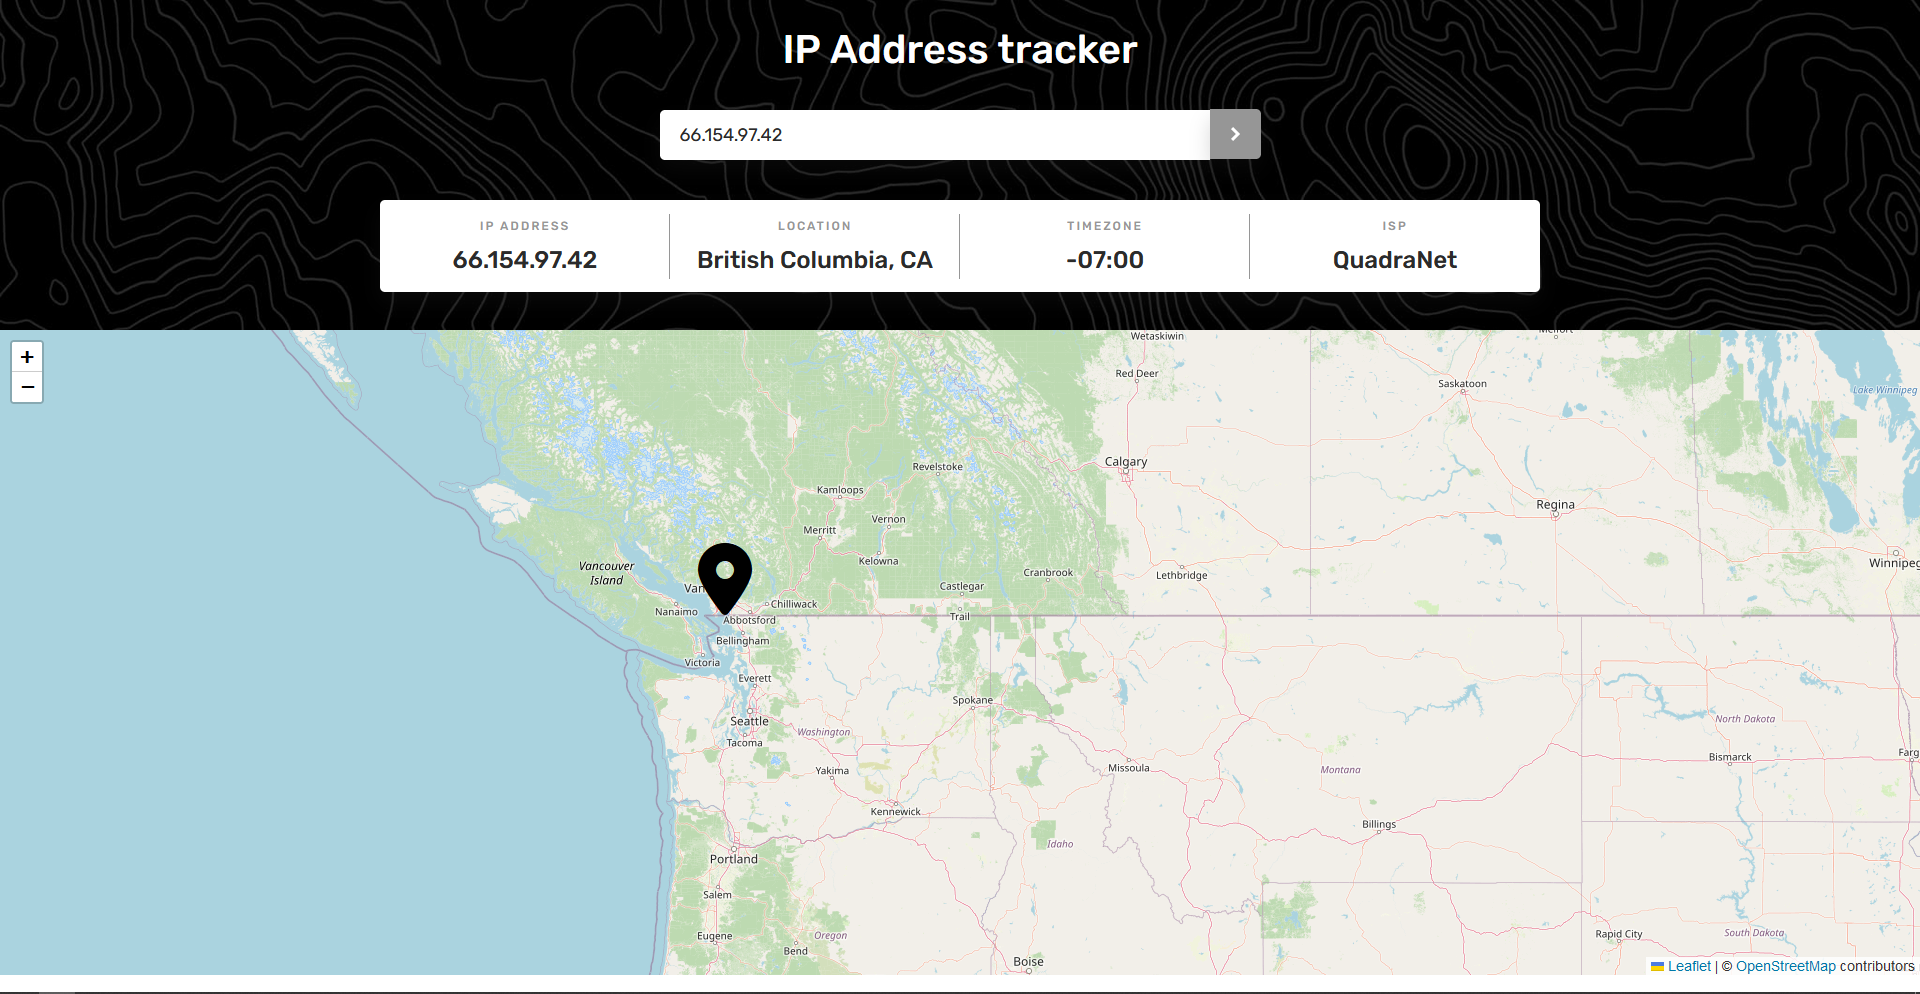 IP Address tracker
66.154.97.42
IP ADDRESS
66.154.97.42
LOCATION
British Columbia, CA
TIMEZONE
-07:00
ISP
QuadraNet
+
−
Wetaskiwin
Red Deer
Saskatoon
Lake Winnipeg
Calgary
Revelstoke
Kamloops
Regina
Vernon
Merritt
Kelowna
Winnipeg
Vancouver
Island
Cranbrook
Lethbridge
Castlegar
Chilliwack
Nanaimo
Trail
Abbotsford
Bellingham
Victoria
Everett
Spokane
Seattle
North Dakota
Washington
Tacoma
Bismarck
Missoula
Montana
Yakima
Kennewick
Billings
Idaho
Portland
Salem
Eugene
Oregon
Rapid City
South Dakota
Bend
Boise
Leaflet | © OpenStreetMap contributors